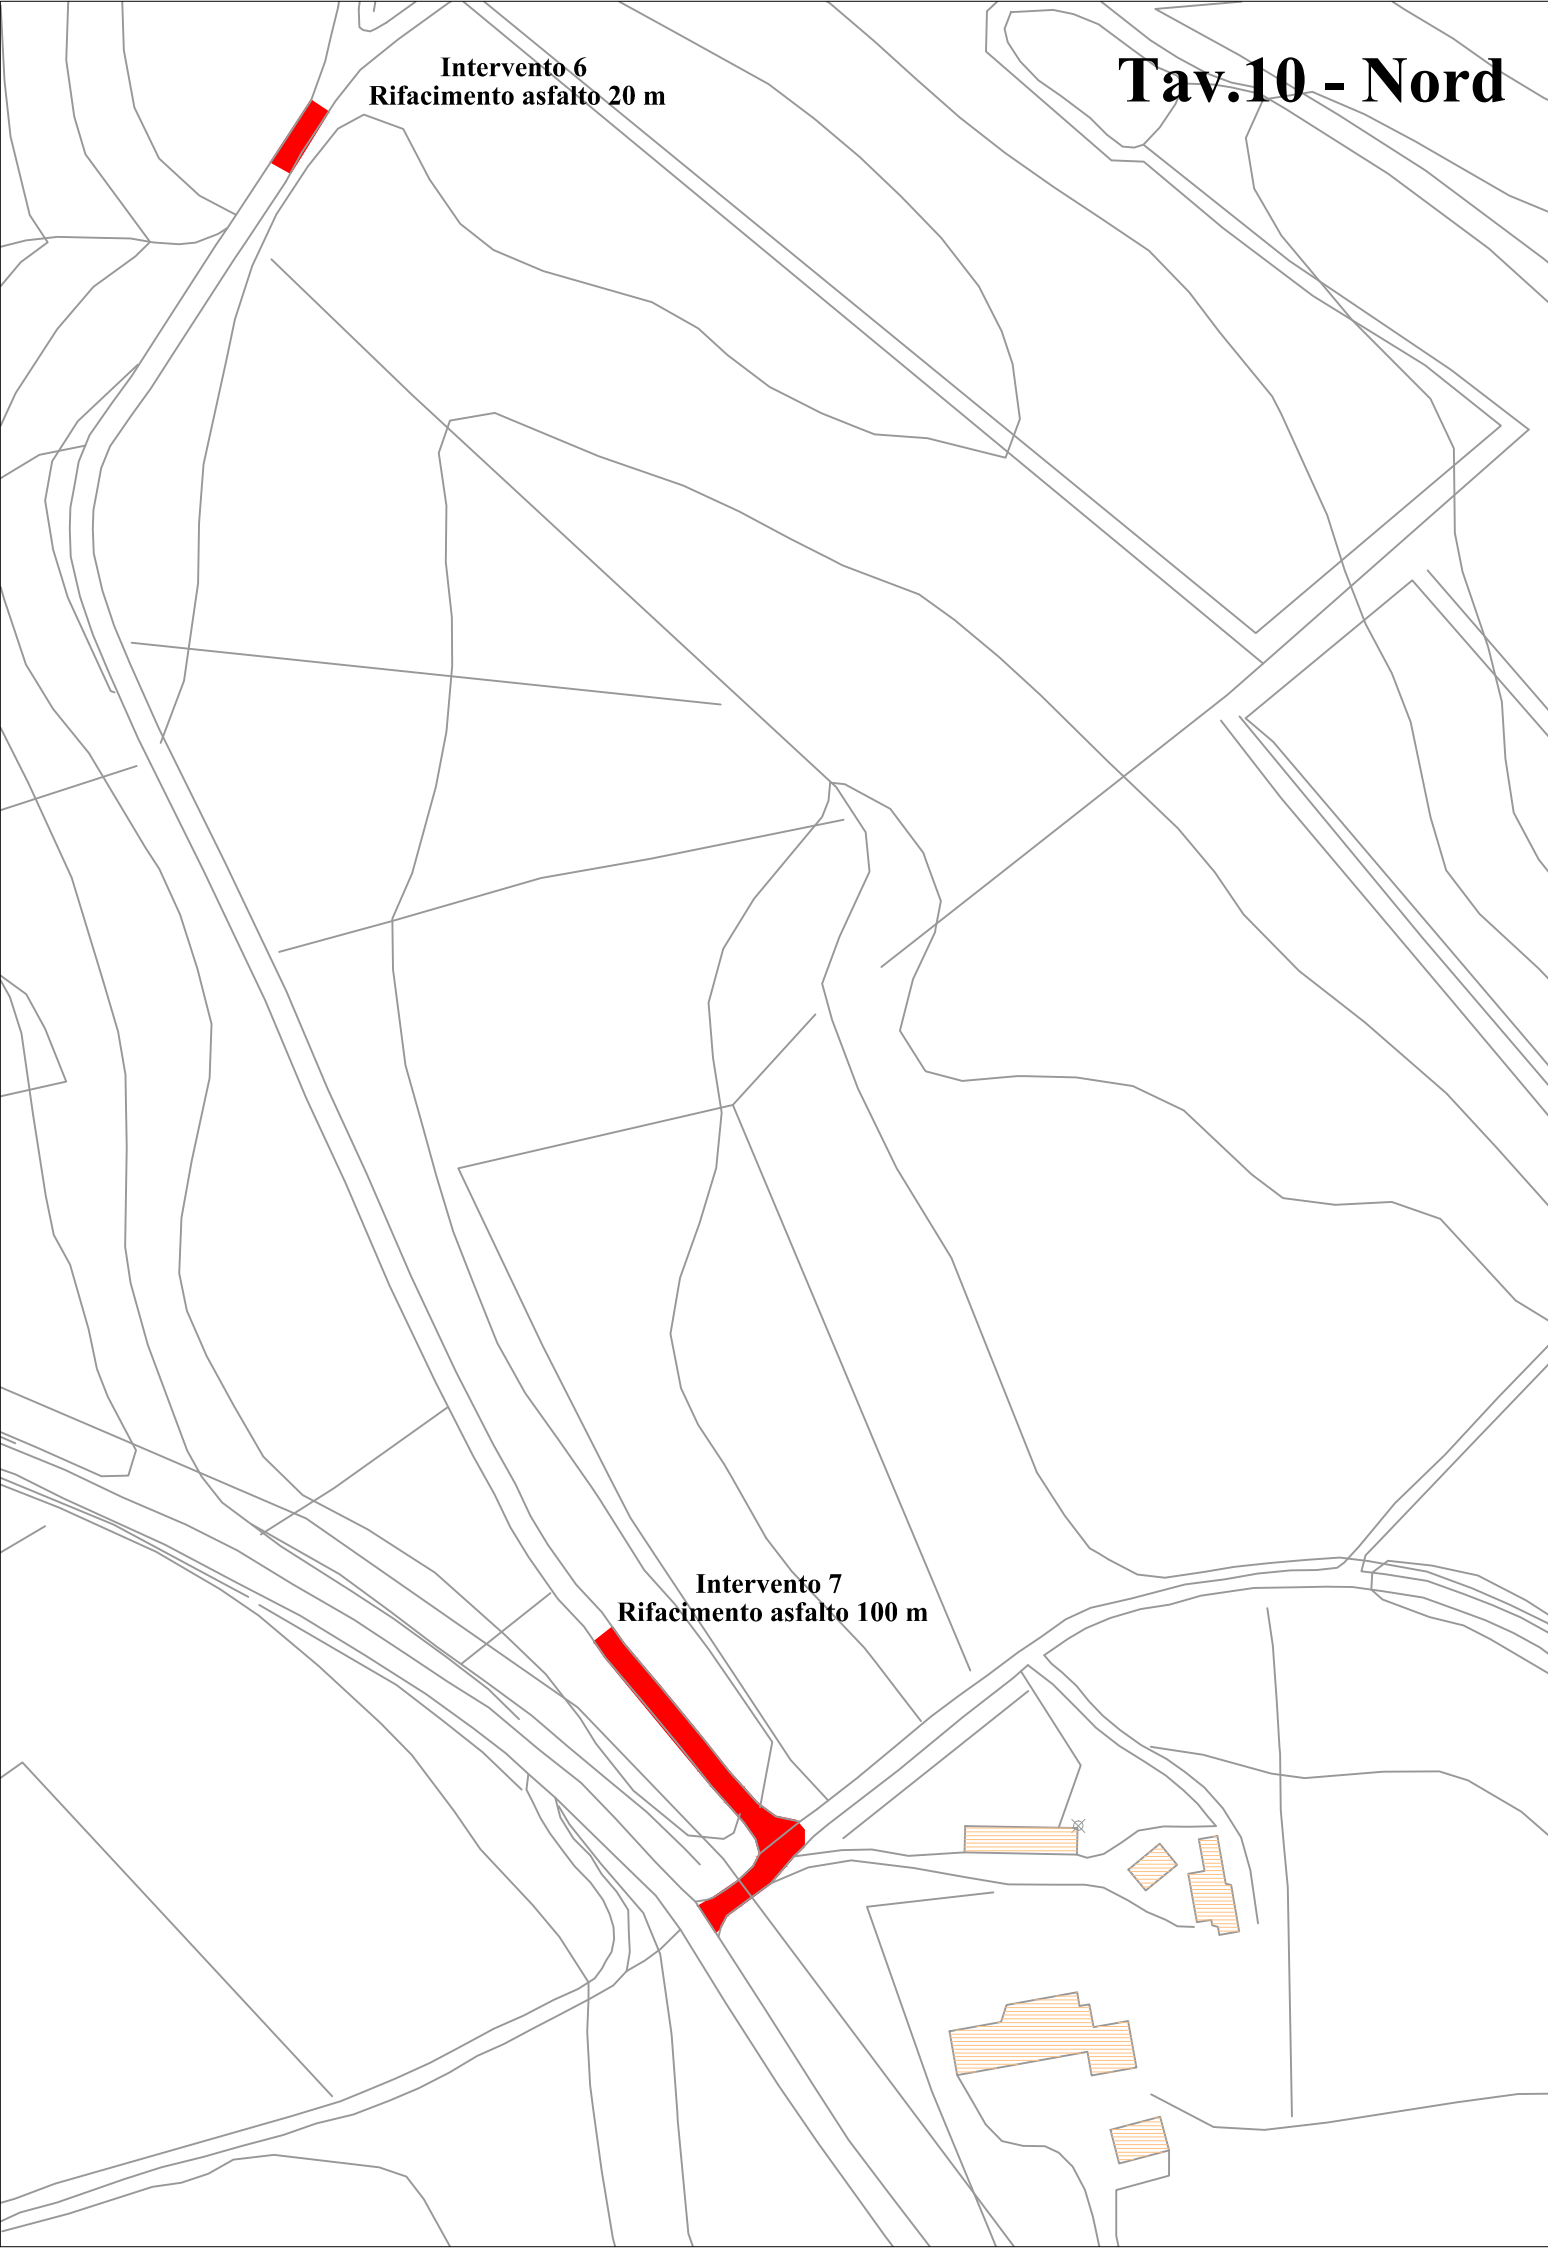 Tav.10 - Nord
Intervento 6
Rifacimento asfalto 20 m
Intervento 7
Rifacimento asfalto 100 m